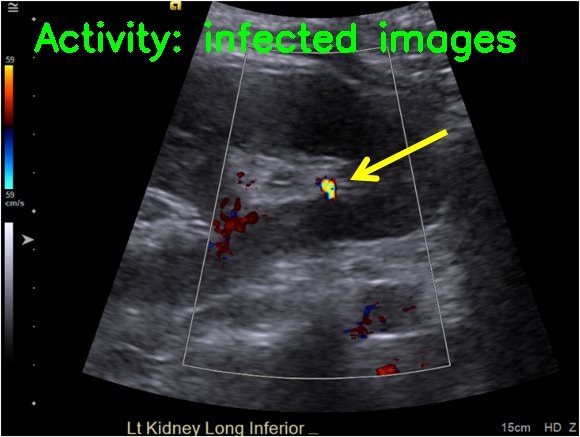 Activity: infected images
59
59
cm/s
Lt Kidney Long Inferior _
15cm HD Z